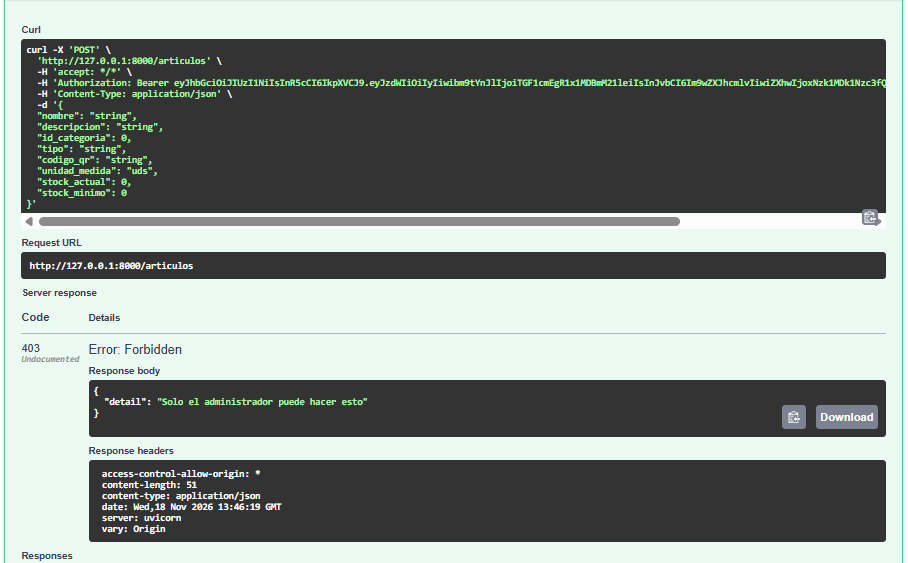 Curl
curl -X 'POST' \
'http://127.0.0.1:8000/articulos' \
-H 'accept: */*' \
-H 'Authorization: Bearer eyJhbGciOiJIUzI1NiIsInR5cCI6IkpXVCJ9.eyJzdWIiOiIyIiwibm9tYnJlIjoiTGF1cmEgR1x1MDBmM21leiIsInJvbCI6Im9wZXJhcmlvIiwiZXhwIjoxNzk1MDk1Nzc3fQ
-H 'Content-Type: application/json' \
-d '{
"nombre": "string",
"descripcion": "string",
"id_categoria": 0,
"tipo": "string",
"codigo_qr": "string",
"unidad_medida": "uds",
"stock_actual": 0,
"stock_minimo": 0
}'
Request URL
http://127.0.0.1:8000/articulos
Server response
Code Details
403 Error: Forbidden
Undocumented
Response body
{
"detail": "Solo el administrador puede hacer esto"
}
Download
Response headers
access-control-allow-origin: *
content-length: 51
content-type: application/json
date: Wed,18 Nov 2026 13:46:19 GMT
server: uvicorn
vary: Origin
Responses